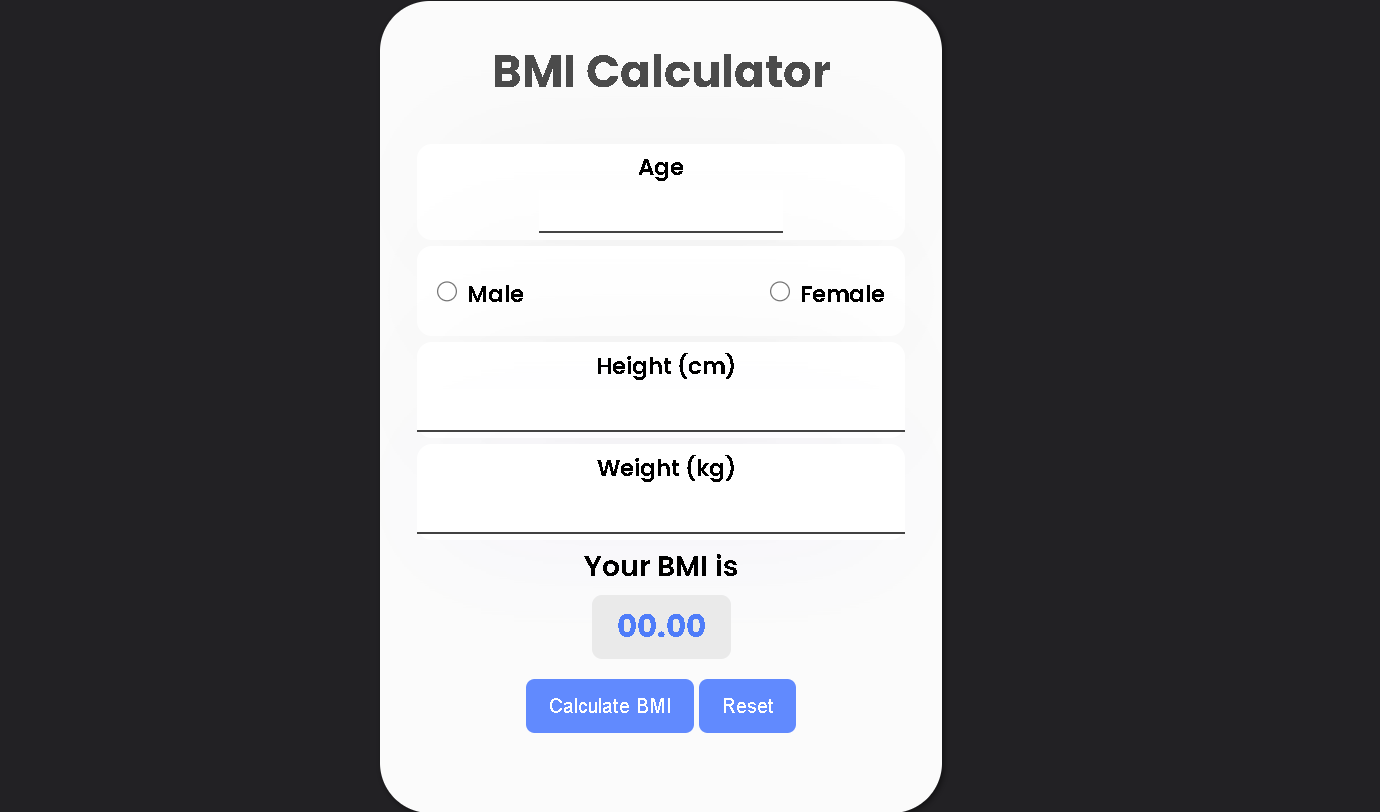 BMI Calculator
Age
Male Female
Height (cm)
Weight (kg)
Your BMI is
00.00
Calculate BMI Reset